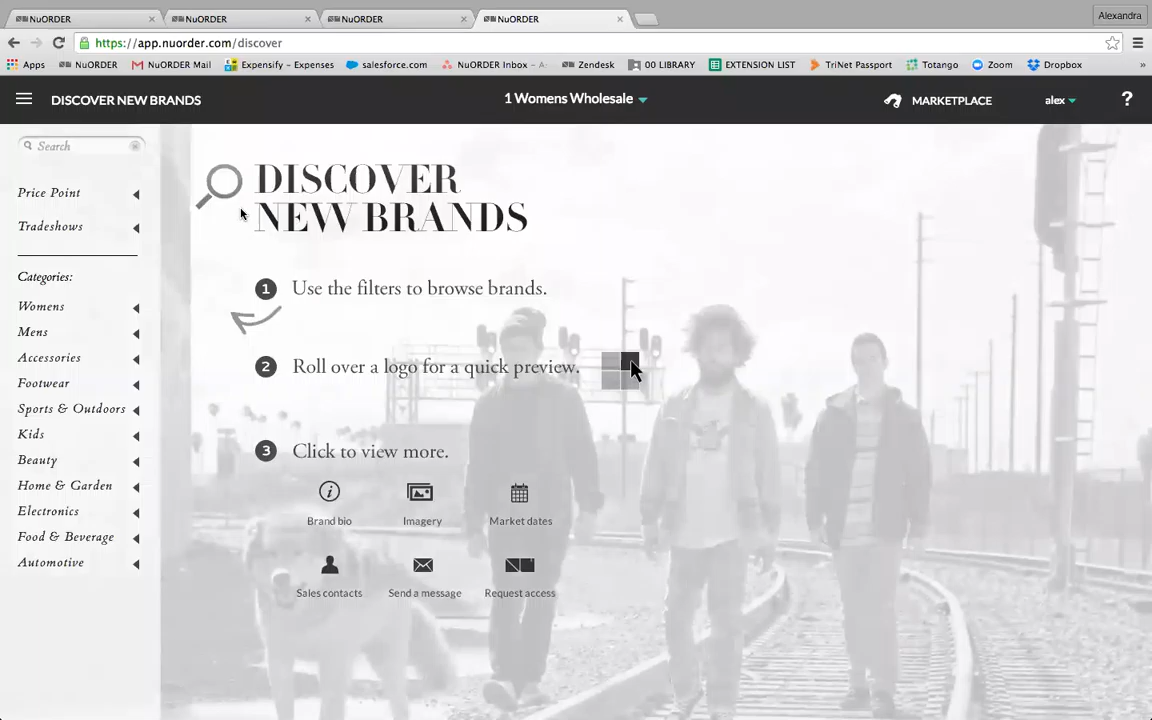 NuORDER
NuORDER
NuORDER
NuORDER
Alexandra
https://app.nuorder.com/discover
Apps
NuORDER
NuORDER Mail
Expensify - Expenses
salesforce.com
NuORDER Inbox - A
Zendesk
00 LIBRARY
EXTENSION LIST
TriNet Passport
Totango
Zoom
Dropbox
»
DISCOVER NEW BRANDS
1 Womens Wholesale
MARKETPLACE
alex
?
Search
Price Point
Tradeshows
Categories:
Womens
Mens
Accessories
Footwear
Sports & Outdoors
Kids
Beauty
Home & Garden
Electronics
Food & Beverage
Automotive
DISCOVER
NEW BRANDS
1 Use the filters to browse brands.
2 Roll over a logo for a quick preview.
3 Click to view more.
Brand bio
Imagery
Market dates
Sales contacts
Send a message
Request access